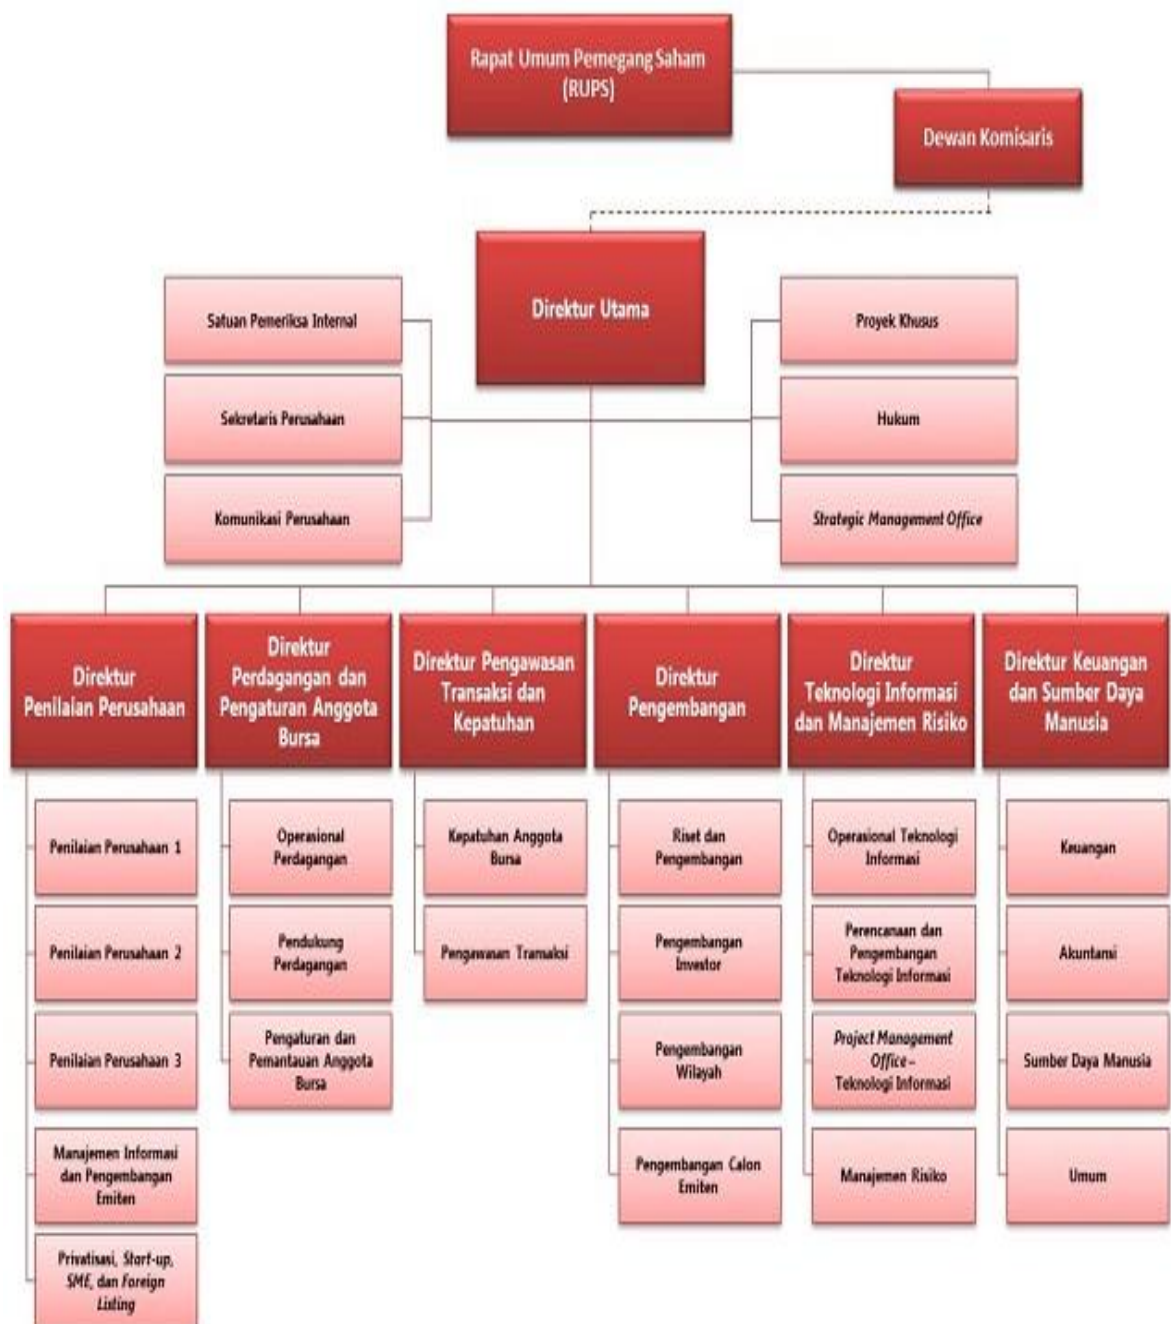 Rapat Umum Pemegang Saham
(RUPS)
Dewan Komisaris
Direktur Utama
Satuan Pemeriksa Internal
Proyek Khusus
Sekretaris Perusahaan
Hukum
Komunikasi Perusahaan
Strategic Management Office
Direktur
Penilaian Perusahaan
Direktur
Perdagangan dan
Pengaturan Anggota
Bursa
Direktur Pengawasan
Transaksi dan
Kepatuhan
Direktur
Pengembangan
Direktur
Teknologi Informasi
dan Manajemen Risiko
Direktur Keuangan
dan Sumber Daya
Manusia
Penilaian Perusahaan 1
Penilaian Perusahaan 2
Penilaian Perusahaan 3
Manajemen Informasi
dan Pengembangan
Emiten
Privatisasi, Start-up,
SME, dan Foreign
Listing
Operasional
Perdagangan
Pendukung
Perdagangan
Pengaturan dan
Pemantauan Anggota
Bursa
Kepatuhan Anggota
Bursa
Pengawasan Transaksi
Riset dan
Pengembangan
Pengembangan
Investor
Pengembangan
Wilayah
Pengembangan Calon
Emiten
Operasional Teknologi
Informasi
Perencanaan dan
Pengembangan
Teknologi Informasi
Project Management
Office –
Teknologi Informasi
Manajemen Risiko
Keuangan
Akuntansi
Sumber Daya Manusia
Umum